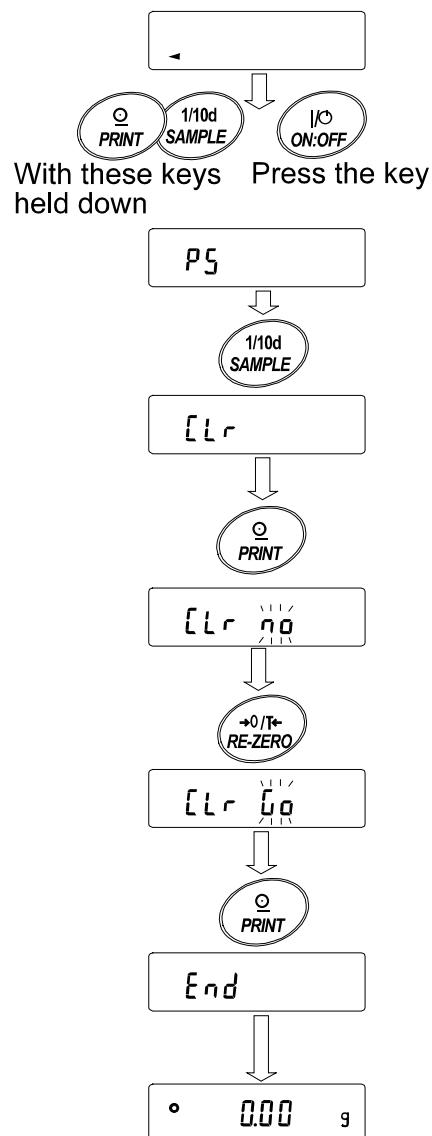 1/10d
PRINT SAMPLE ON:OFF
With these keys Press the key
held down
PS
1/10d
SAMPLE
CLr
PRINT
CLr no
→0/T←
RE-ZERO
CLr Go
PRINT
End
0.00 g